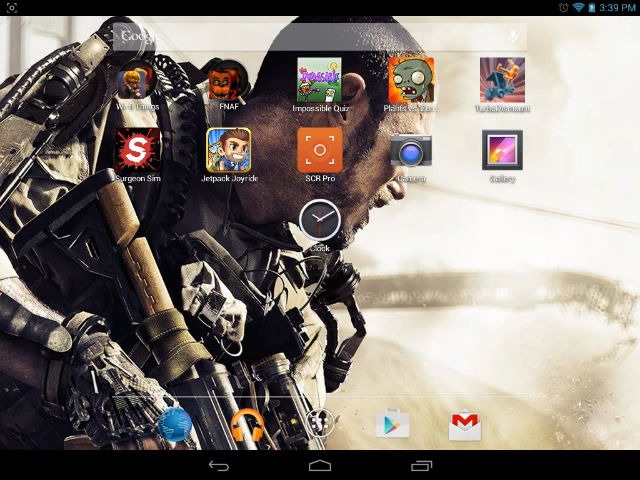 3:39 PM
Google
FNAF
Impossible Quiz
Surgeon Sim
Jetpack Joyride
SCR Pro
Camera
Gallery
Clock